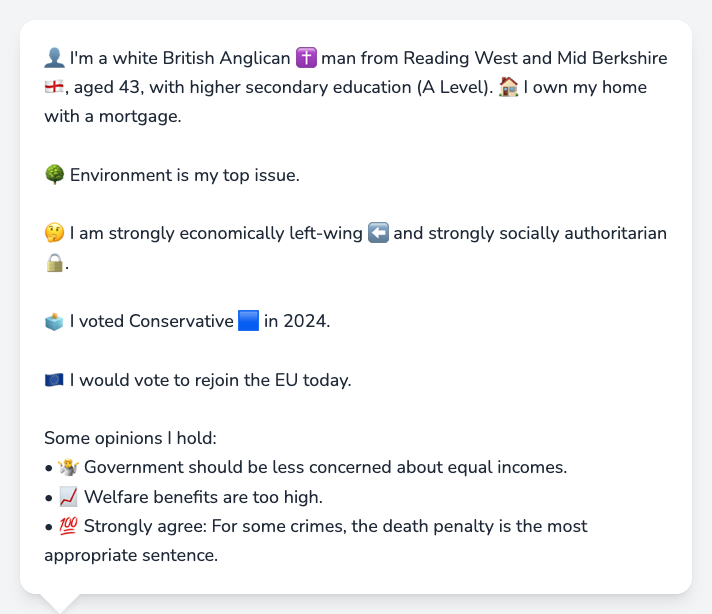 👤 I'm a white British Anglican ✝️ man from Reading West and Mid Berkshire
🏴󠁧󠁢󠁥󠁮󠁧󠁿, aged 43, with higher secondary education (A Level). 🏠 I own my home
with a mortgage.
🌳 Environment is my top issue.
🤔 I am strongly economically left-wing ⬅️ and strongly socially authoritarian
🔒.
🗳️ I voted Conservative 🟦 in 2024.
🇪🇺 I would vote to rejoin the EU today.
Some opinions I hold:
• 🤷 Government should be less concerned about equal incomes.
• 📈 Welfare benefits are too high.
• 💯 Strongly agree: For some crimes, the death penalty is the most
appropriate sentence.